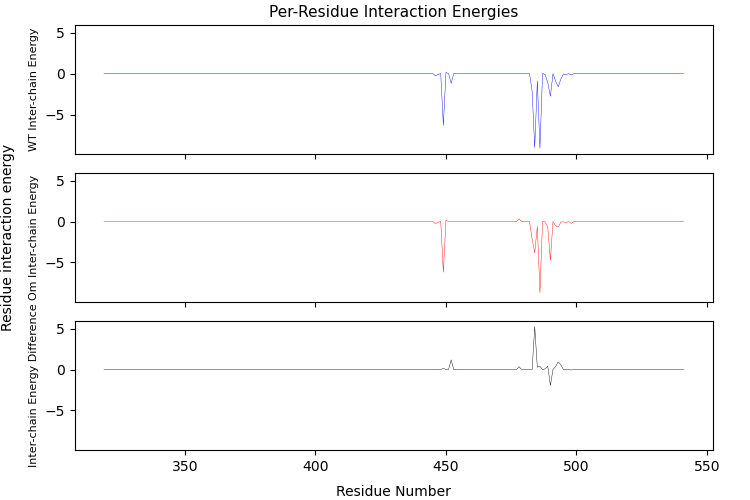 Per-Residue Interaction Energies
Residue interaction energy
WT Inter-chain Energy
5
0
−5
Om Inter-chain Energy
5
0
−5
Inter-chain Energy Difference
5
0
−5
350
400
450
500
550
Residue Number